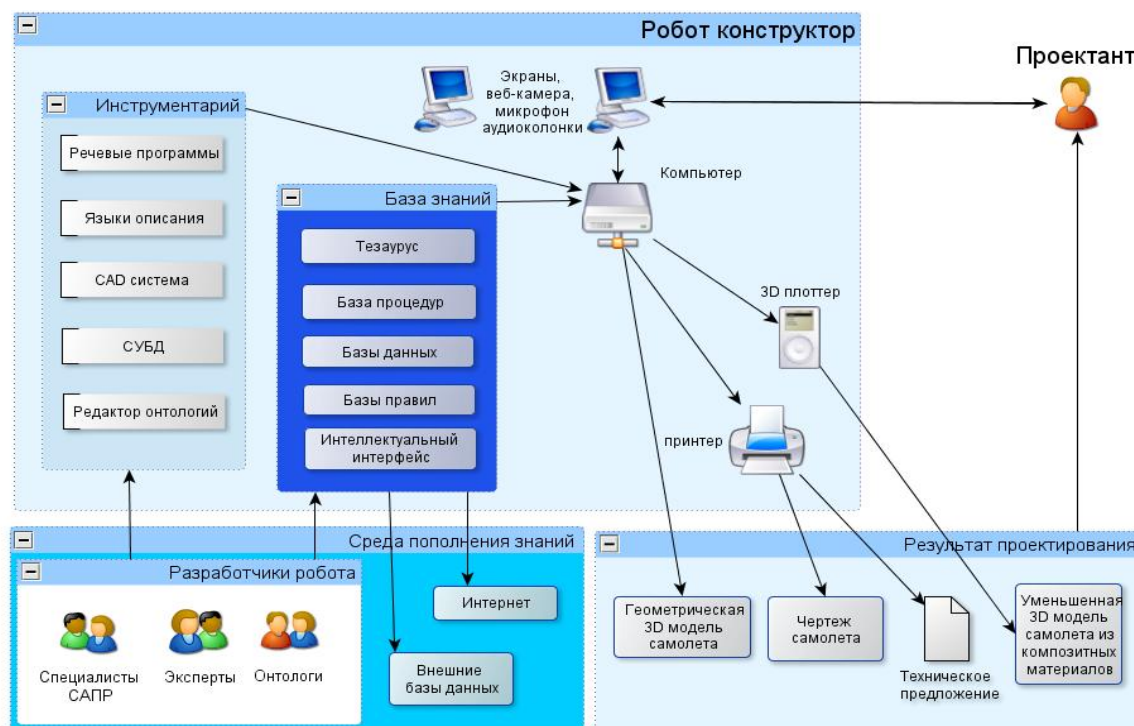 Робот конструктор
Проектант
Экраны,
веб-камера,
микрофон
аудиоколонки
Инструментарий
Речевые программы
Языки описания
CAD система
СУБД
Редактор онтологий
База знаний
Тезаурус
База процедур
Базы данных
Базы правил
Интеллектуальный
интерфейс
Компьютер
3D плоттер
принтер
Среда пополнения знаний
Разработчики робота
Специалисты
САПР
Эксперты
Онтологи
Интернет
Внешние
базы данных
Результат проектирования
Геометрическая
3D модель
самолета
Чертеж
самолета
Техническое
предложение
Уменьшенная
3D модель
самолета из
композитных
материалов